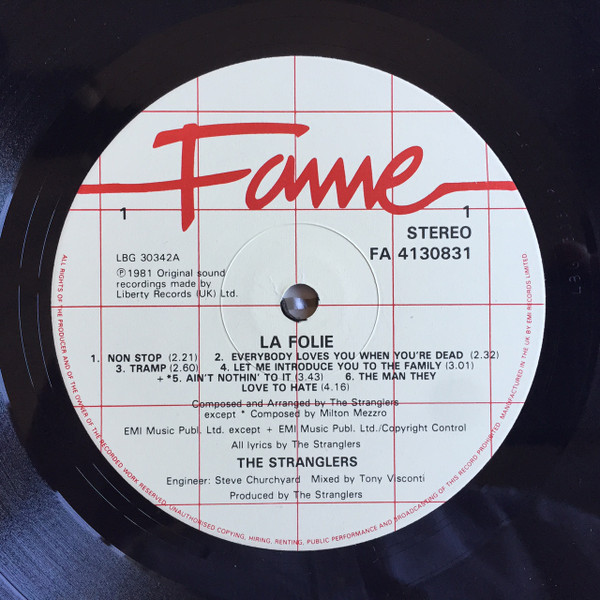 Fame
1
1
STEREO
FA 4130831
LBG 30342A
Ⓟ1981 Original sound
recordings made by
Liberty Records (UK) Ltd.
LA FOLIE
1. NON STOP (2.21) 2. EVERYBODY LOVES YOU WHEN YOU'RE DEAD (2.32)
3. TRAMP (2.60) 4. LET ME INTRODUCE YOU TO THE FAMILY (3.01)
+ *5. AIN'T NOTHIN' TO IT (3.43) 6. THE MAN THEY
LOVE TO HATE (4.16)
Composed and Arranged by The Stranglers
except * Composed by Milton Mezzro
EMI Music Publ. Ltd. except + EMI Music Publ. Ltd./Copyright Control
All lyrics by The Stranglers
THE STRANGLERS
Engineer: Steve Churchyard Mixed by Tony Visconti
Produced by The Stranglers
ALL RIGHTS OF THE PRODUCER AND OF THE OWNER OF THE RECORDED WORK RESERVED. UNAUTHORISED COPYING, HIRING, RENTING, PUBLIC PERFORMANCE AND BROADCASTING OF THIS RECORD PROHIBITED. MANUFACTURED IN THE UK BY EMI RECORDS LIMITED